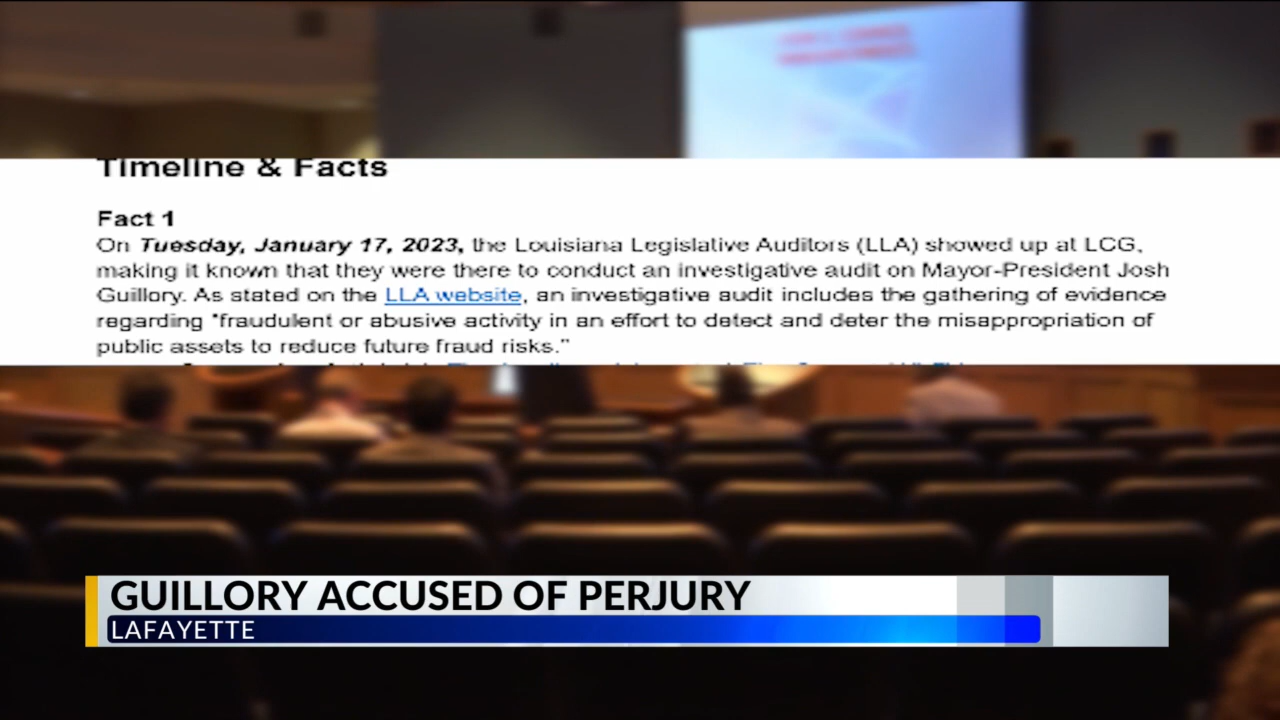 Timeline & Facts
Fact 1
On Tuesday, January 17, 2023, the Louisiana Legislative Auditors (LLA) showed up at LCG,
making it known that they were there to conduct an investigative audit on Mayor-President Josh
Guillory. As stated on the LLA website, an investigative audit includes the gathering of evidence
regarding "fraudulent or abusive activity in an effort to detect and deter the misappropriation of
public assets to reduce future fraud risks."
GUILLORY ACCUSED OF PERJURY
LAFAYETTE